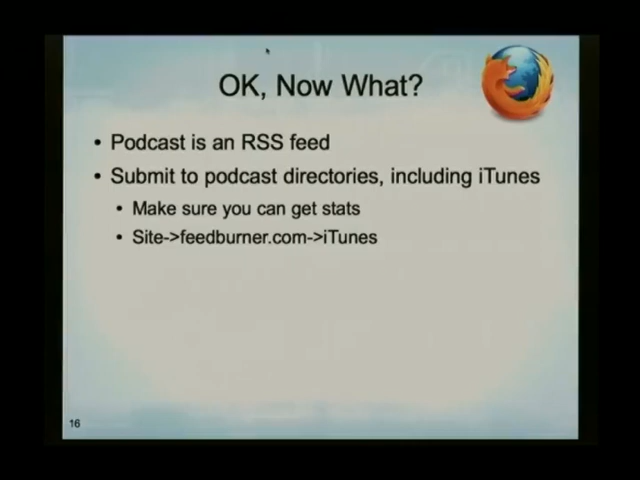 OK, Now What?
• Podcast is an RSS feed
• Submit to podcast directories, including iTunes
• Make sure you can get stats
• Site->feedburner.com->iTunes
16